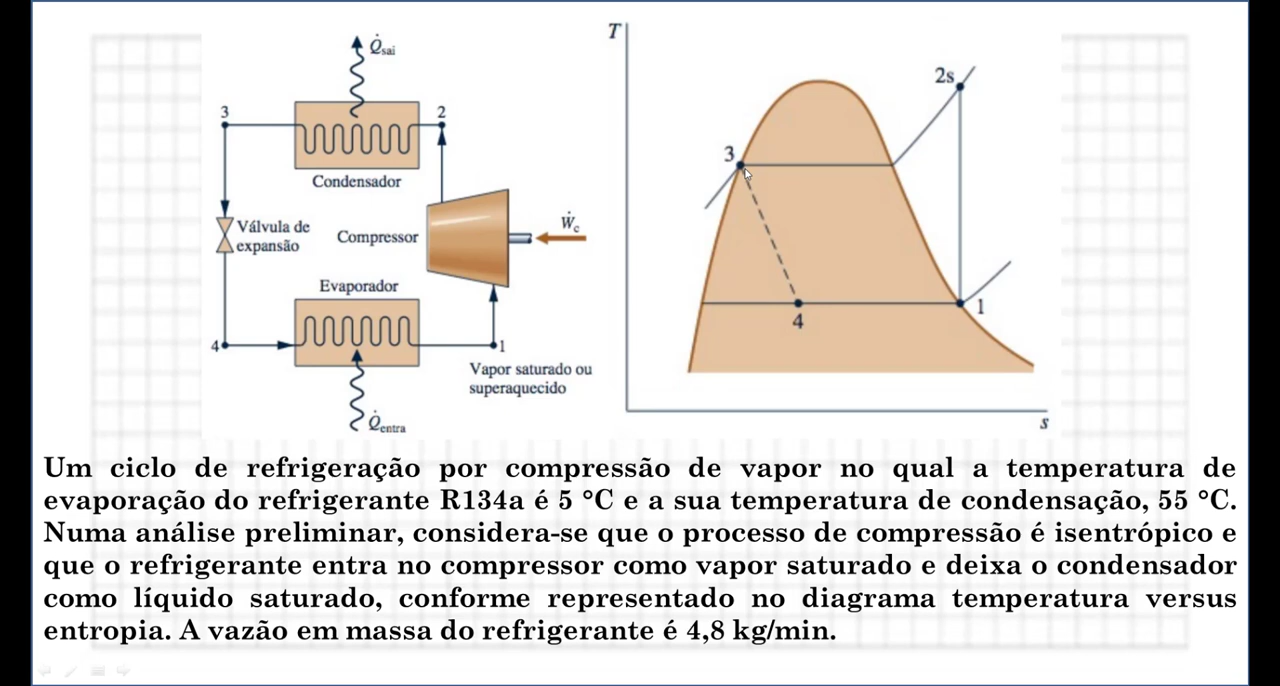 Q̇sai
3
2
Condensador
Válvula de
expansão
Compressor
Ẇc
Evaporador
4
1
Vapor saturado ou
superaquecido
Q̇entra
T
2s
3
1
4
s
Um ciclo de refrigeração por compressão de vapor no qual a temperatura de
evaporação do refrigerante R134a é 5 °C e a sua temperatura de condensação, 55 °C.
Numa análise preliminar, considera-se que o processo de compressão é isentrópico e
que o refrigerante entra no compressor como vapor saturado e deixa o condensador
como líquido saturado, conforme representado no diagrama temperatura versus
entropia. A vazão em massa do refrigerante é 4,8 kg/min.